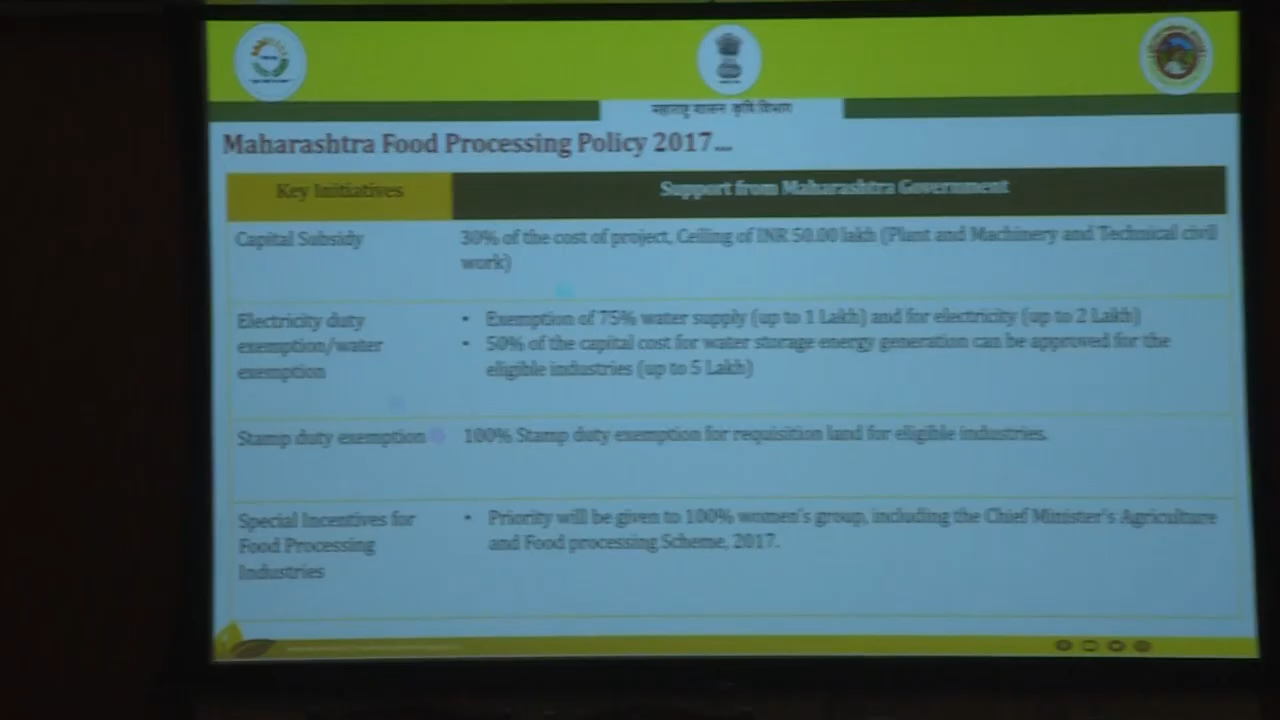 महाराष्ट्र शासन कृषि विभाग
Maharashtra Food Processing Policy 2017...
Key Initiatives
Support from Maharashtra Government
Capital Subsidy
30% of the cost of project, Ceiling of INR 50.00 lakh (Plant and Machinery and Technical civil
work)
Electricity duty
exemption/water
exemption
• Exemption of 75% water supply (up to 1 Lakh) and for electricity (up to 2 Lakh)
• 50% of the capital cost for water storage energy generation can be approved for the
eligible industries (up to 5 Lakh)
Stamp duty exemption
100% Stamp duty exemption for requisition land for eligible industries.
Special Incentives for
Food Processing
Industries
• Priority will be given to 100% women's group, including the Chief Minister's Agriculture
and Food processing Scheme, 2017.